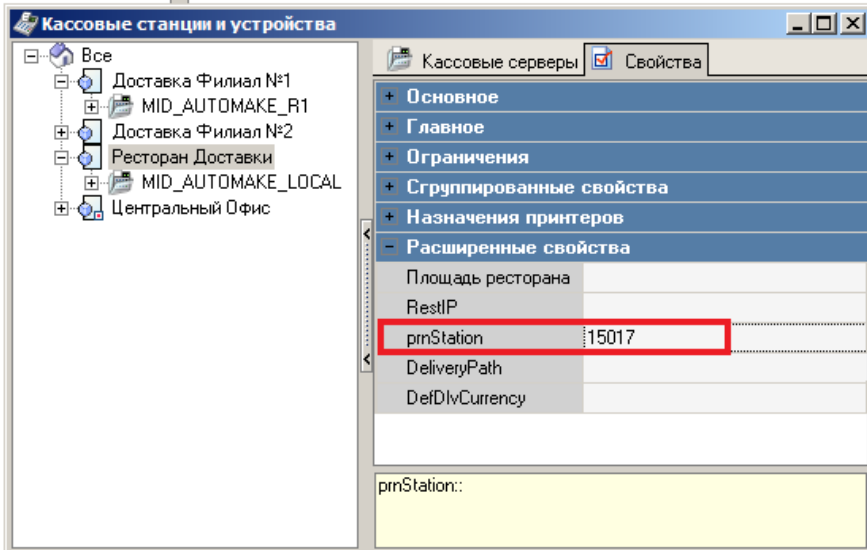 Кассовые станции и устройства
Все
Доставка Филиал №1
MID_AUTOMAKE_R1
Доставка Филиал №2
Ресторан Доставки
MID_AUTOMAKE_LOCAL
Центральный Офис
Кассовые серверы
Свойства
Основное
Главное
Ограничения
Сгруппированные свойства
Назначения принтеров
Расширенные свойства
Площадь ресторана
RestIP
prnStation 15017
DeliveryPath
DefDlvCurrency
prnStation::